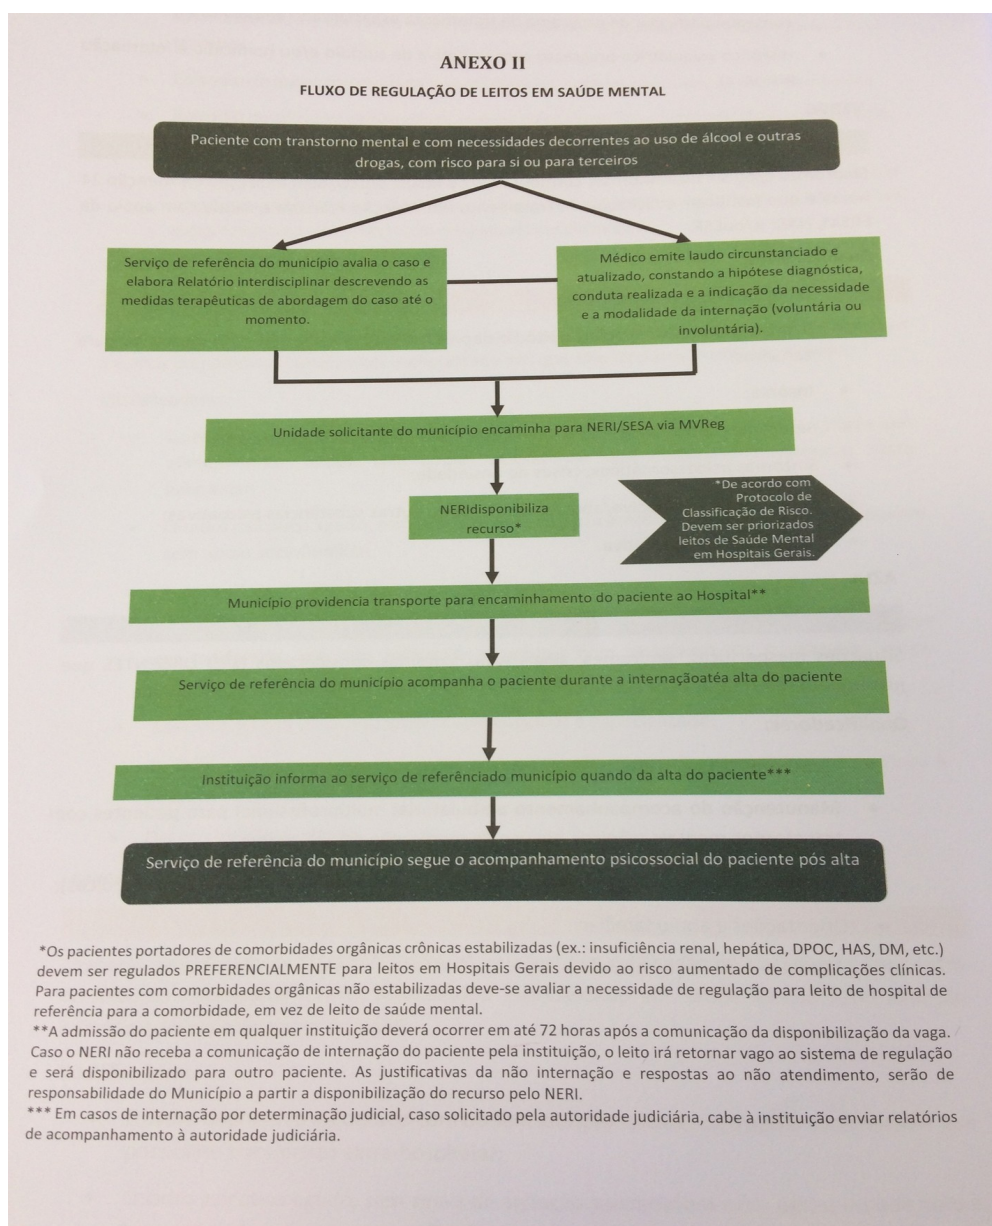 ANEXO II
FLUXO DE REGULAÇÃO DE LEITOS EM SAÚDE MENTAL
Paciente com transtorno mental e com necessidades decorrentes ao uso de álcool e outras
drogas, com risco para si ou para terceiros
Serviço de referência do município avalia o caso e
elabora Relatório interdisciplinar descrevendo as
medidas terapêuticas de abordagem do caso até o
momento.
Médico emite laudo circunstanciado e
atualizado, constando a hipótese diagnóstica,
conduta realizada e a indicação da necessidade
e a modalidade da internação (voluntária ou
involuntária).
Unidade solicitante do município encaminha para NERI/SESA via MVReg
NERIdisponibiliza
recurso*
*De acordo com
Protocolo de
Classificação de Risco.
Devem ser priorizados
leitos de Saúde Mental
em Hospitais Gerais.
Município providencia transporte para encaminhamento do paciente ao Hospital**
Serviço de referência do município acompanha o paciente durante a internaçãoatéa alta do paciente
Instituição informa ao serviço de referênciado município quando da alta do paciente***
Serviço de referência do município segue o acompanhamento psicossocial do paciente pós alta
*Os pacientes portadores de comorbidades orgânicas crônicas estabilizadas (ex.: insuficiência renal, hepática, DPOC, HAS, DM, etc.)
devem ser regulados PREFERENCIALMENTE para leitos em Hospitais Gerais devido ao risco aumentado de complicações clínicas.
Para pacientes com comorbidades orgânicas não estabilizadas deve-se avaliar a necessidade de regulação para leito de hospital de
referência para a comorbidade, em vez de leito de saúde mental.
**A admissão do paciente em qualquer instituição deverá ocorrer em até 72 horas após a comunicação da disponibilização da vaga.
Caso o NERI não receba a comunicação de internação do paciente pela instituição, o leito irá retornar vago ao sistema de regulação
e será disponibilizado para outro paciente. As justificativas da não internação e respostas ao não atendimento, serão de
responsabilidade do Município a partir a disponibilização do recurso pelo NERI.
*** Em casos de internação por determinação judicial, caso solicitado pela autoridade judiciária, cabe à instituição enviar relatórios
de acompanhamento à autoridade judiciária.